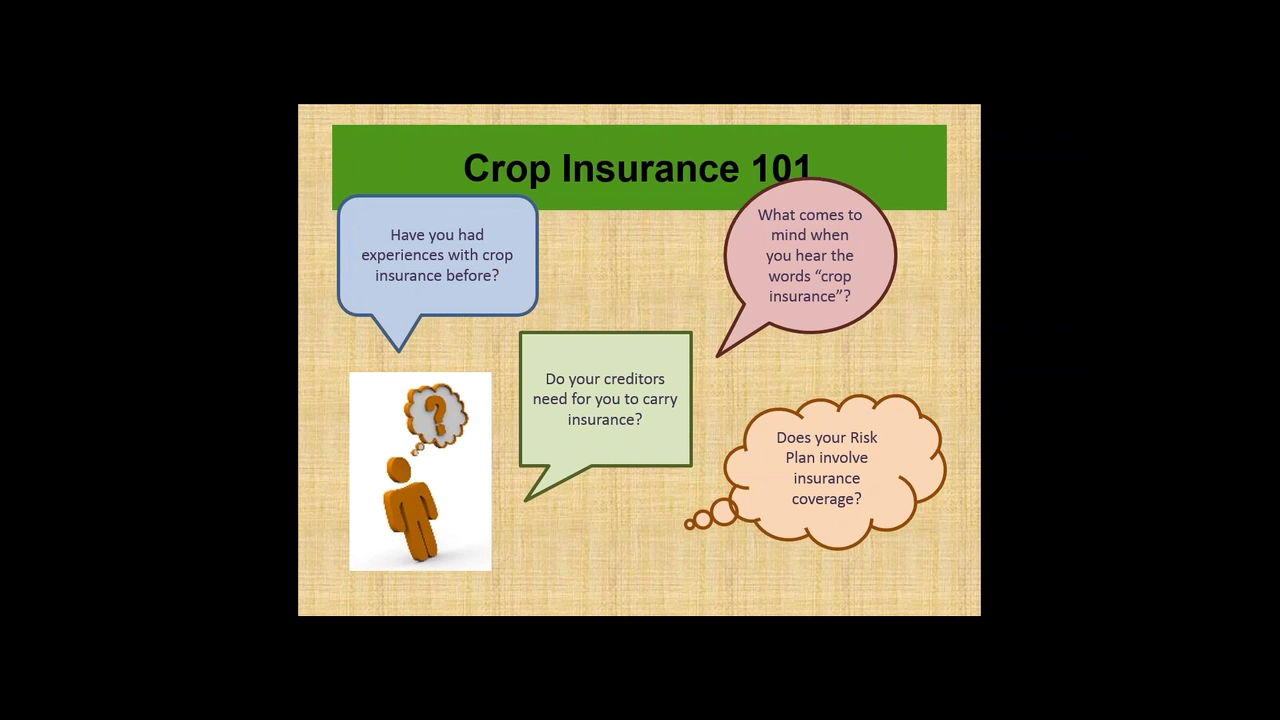 Crop Insurance 101
Have you had
experiences with crop
insurance before?
What comes to
mind when
you hear the
words “crop
insurance”?
Do your creditors
need for you to carry
insurance?
Does your Risk
Plan involve
insurance
coverage?
?